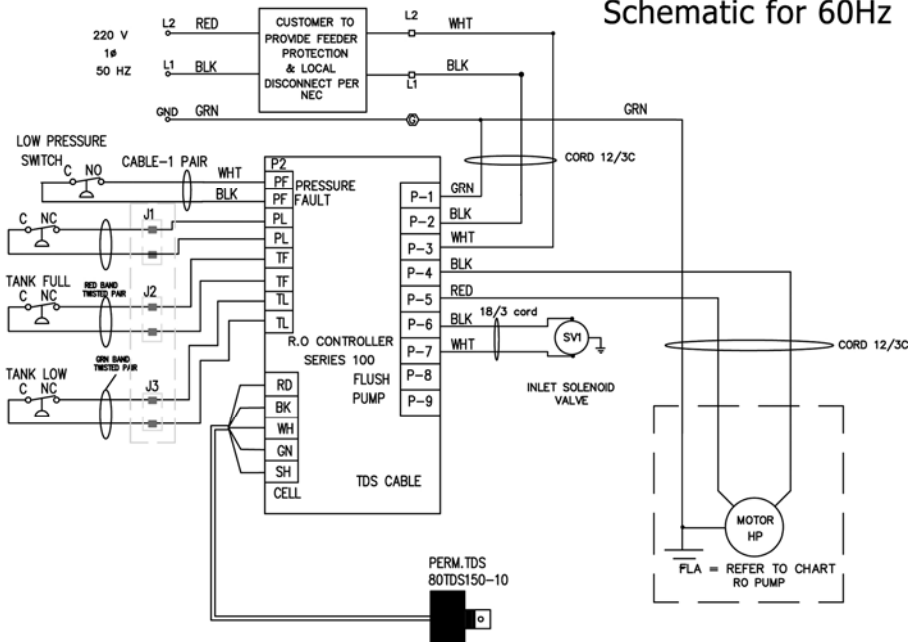 Schematic for 60Hz
220 V
1ø
50 HZ
L2 RED
L1 BLK
GND GRN
CUSTOMER TO
PROVIDE FEEDER
PROTECTION
& LOCAL
DISCONNECT PER
NEC
L2 WHT
L1 BLK
G
GRN
CORD 12/3C
LOW PRESSURE
SWITCH
C NO
CABLE-1 PAIR
WHT
BLK
C NC
J1
TANK FULL
C NC
RED BAND
TWISTED PAIR
J2
TANK LOW
C NC
GRN BAND
TWISTED PAIR
J3
P2
PF PRESSURE
PF FAULT
PL
PL
TF
TF
TL
TL
R.O CONTROLLER
SERIES 100
FLUSH
PUMP
RD
BK
WH
GN
SH
CELL
TDS CABLE
P-1 GRN
P-2 BLK
P-3 WHT
P-4 BLK
P-5 RED
P-6 BLK
P-7 WHT
P-8
P-9
18/3 cord
SV1
INLET SOLENOID
VALVE
CORD 12/3C
MOTOR
HP
FLA = REFER TO CHART
RO PUMP
PERM.TDS
80TDS150-10